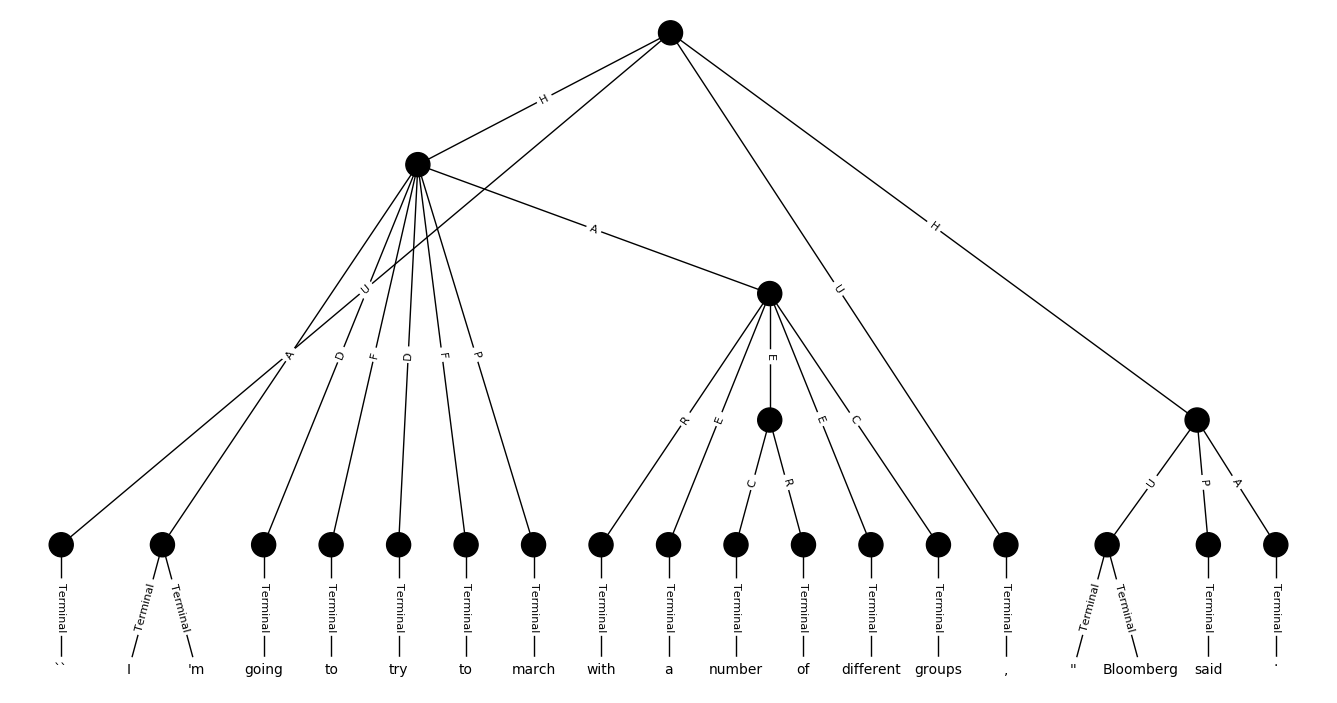 H
U
A
U
H
A
D
F
D
F
P
A
R
E
E
E
C
C
R
U
P
A
Terminal Terminal Terminal Terminal Terminal Terminal Terminal Terminal Terminal Terminal Terminal Terminal Terminal Terminal Terminal Terminal Terminal Terminal Terminal
`` I 'm going to try to march with a number of different groups , " Bloomberg said .